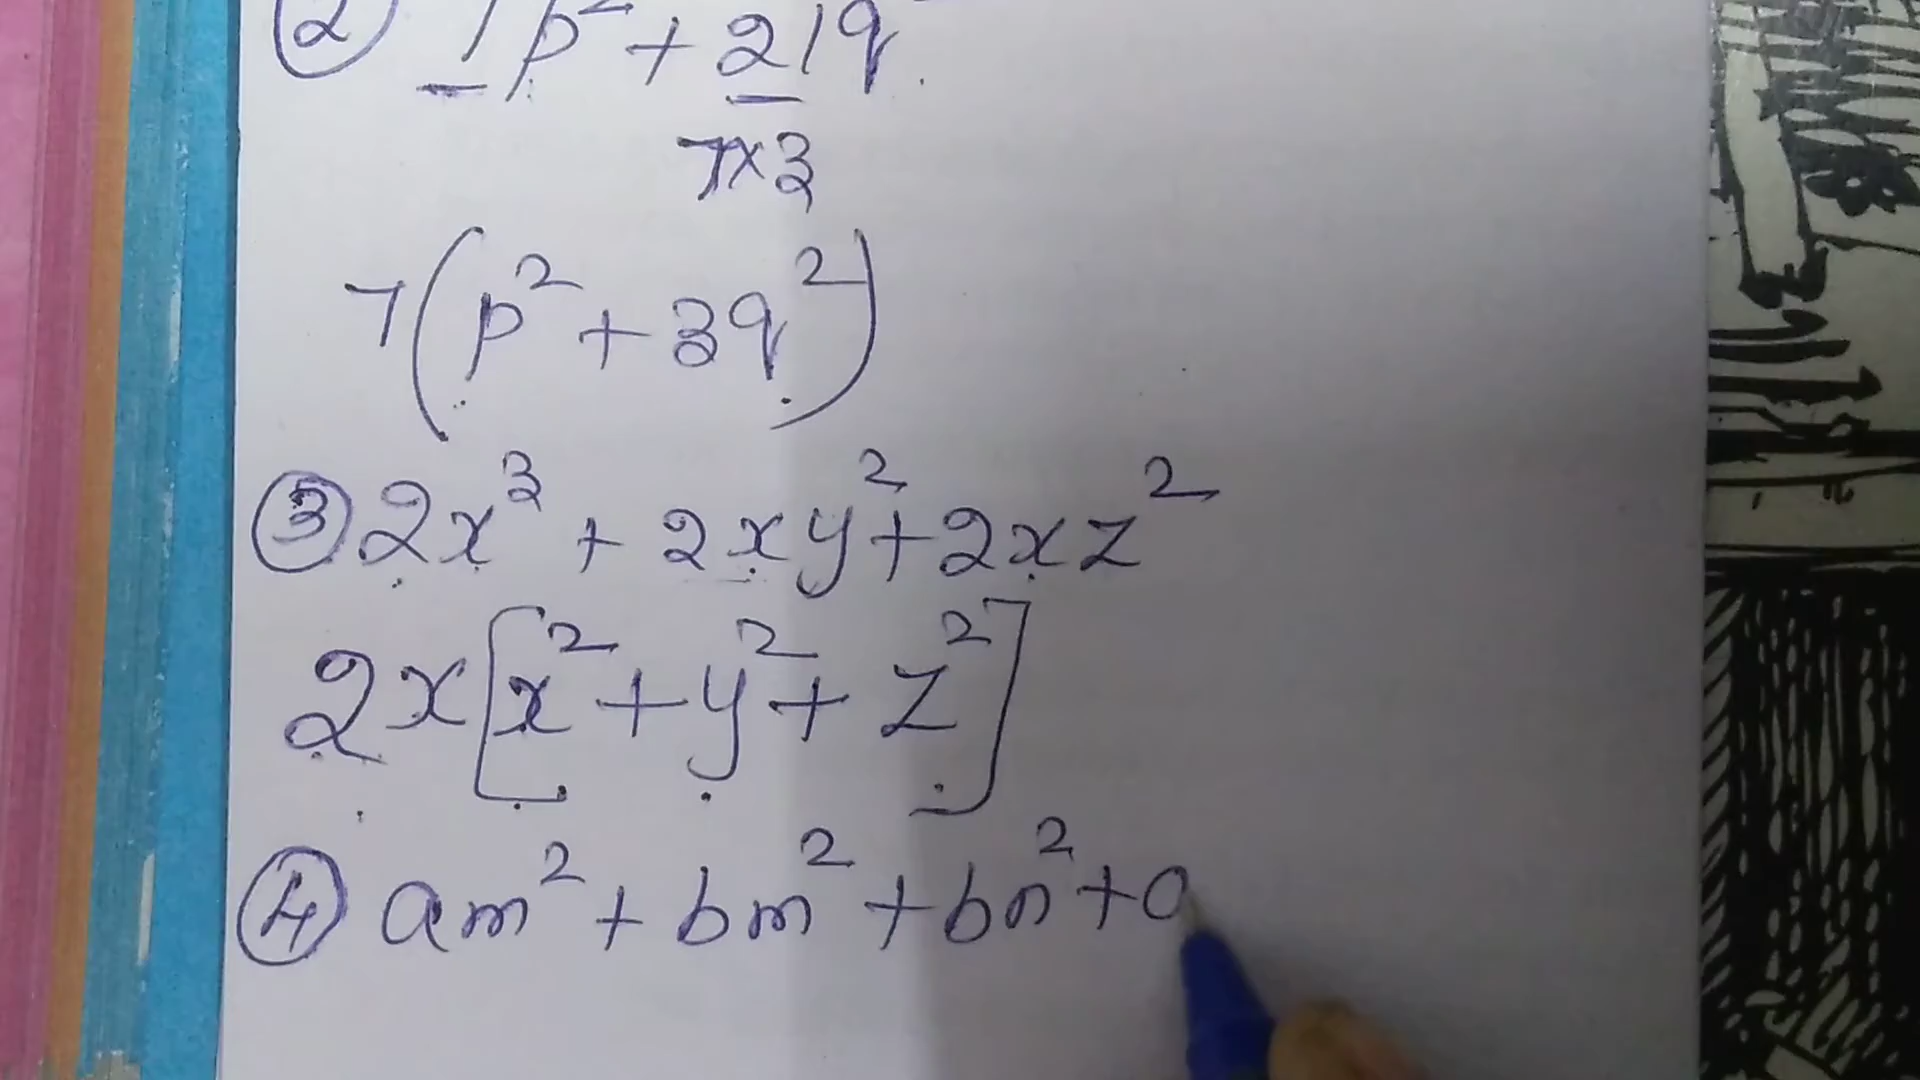 ② 7p² + 21q²
7×3
7(p² + 3q²)
③ 2x³ + 2xy² + 2xz²
2x[x² + y² + z²]
④ am² + bm² + bn² + a